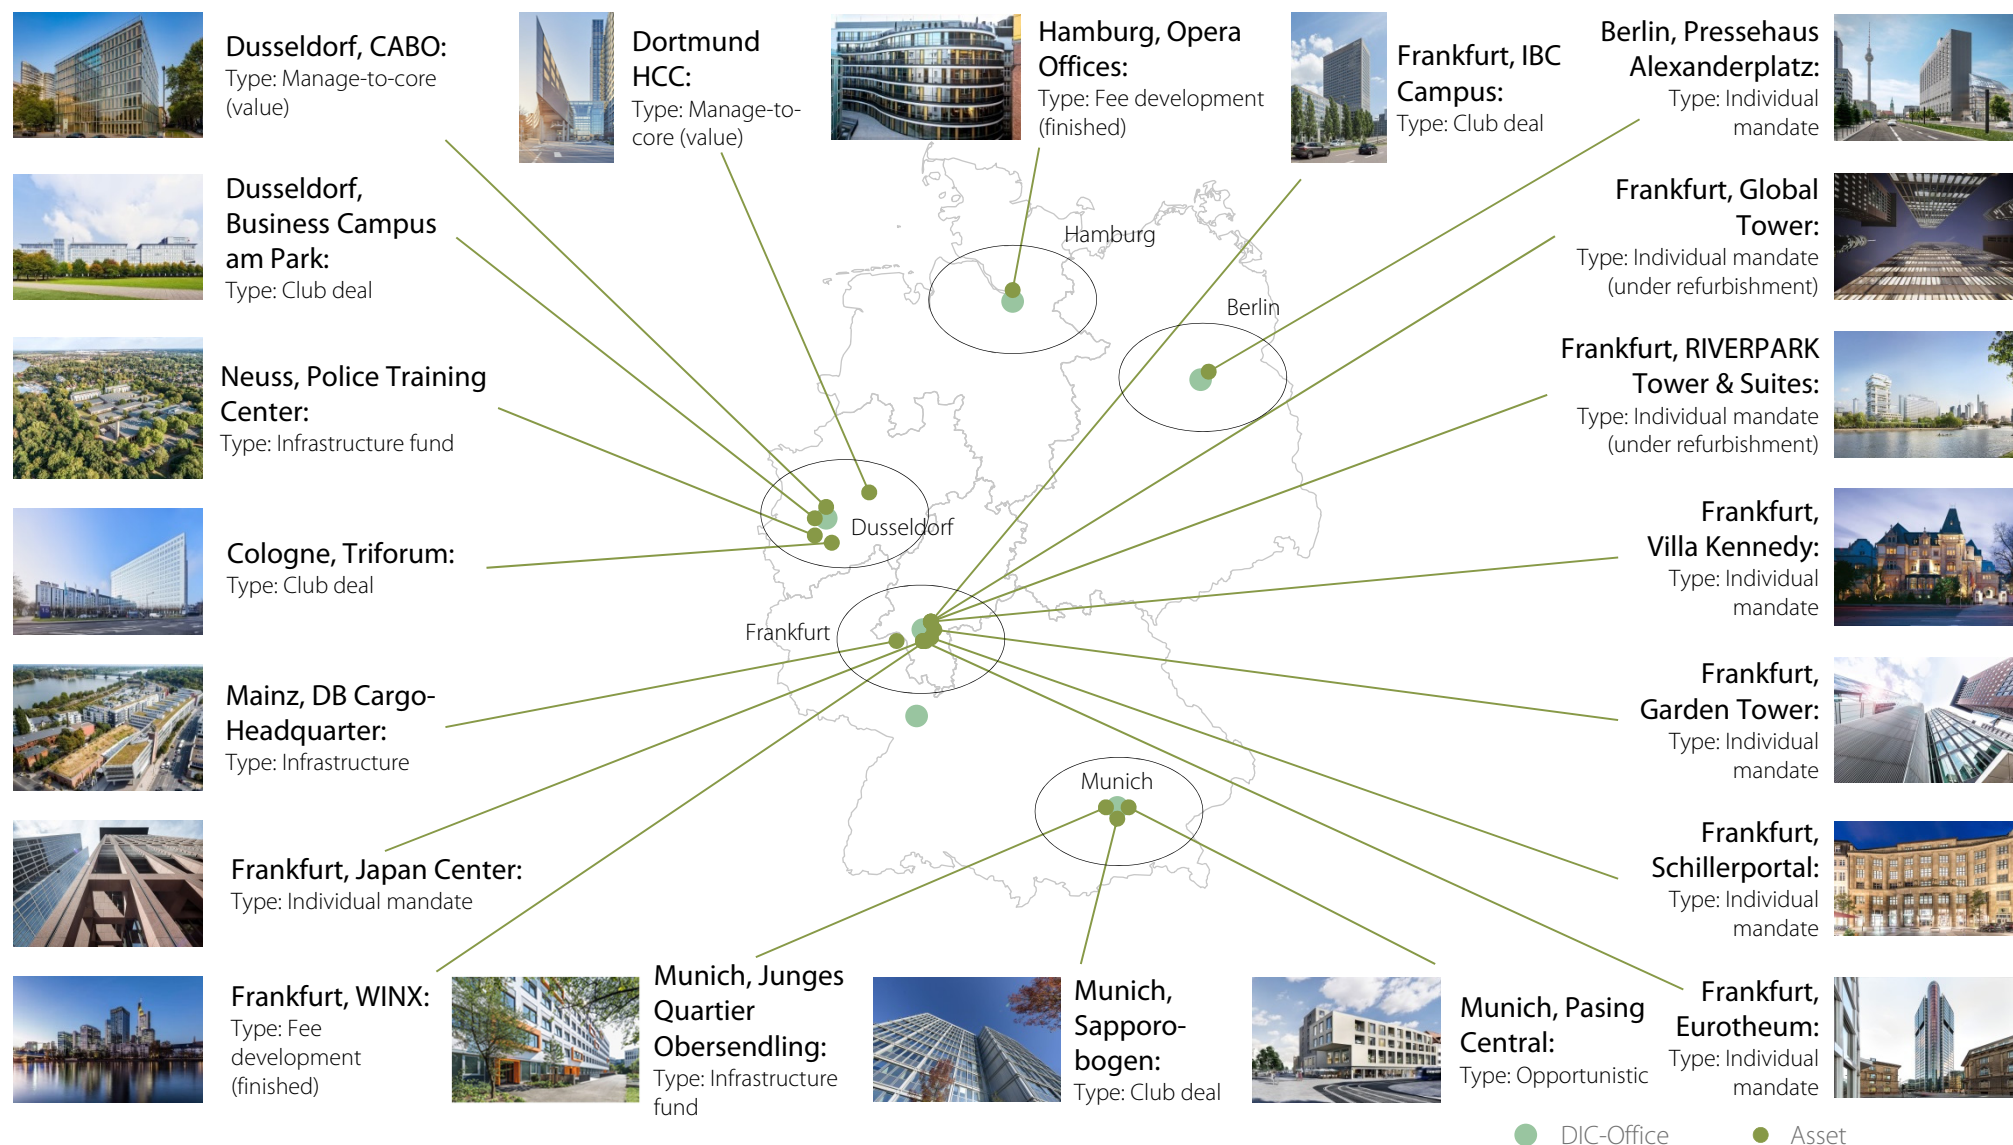 Dusseldorf, CABO:
Type: Manage-to-core
(value)
Dortmund
HCC:
Type: Manage-to-
core (value)
Hamburg, Opera
Offices:
Type: Fee development
(finished)
Frankfurt, IBC
Campus:
Type: Club deal
Berlin, Pressehaus
Alexanderplatz:
Type: Individual
mandate
Dusseldorf,
Business Campus
am Park:
Type: Club deal
Frankfurt, Global
Tower:
Type: Individual mandate
(under refurbishment)
Neuss, Police Training
Center:
Type: Infrastructure fund
Frankfurt, RIVERPARK
Tower & Suites:
Type: Individual mandate
(under refurbishment)
Cologne, Triforum:
Type: Club deal
Frankfurt,
Villa Kennedy:
Type: Individual
mandate
Mainz, DB Cargo-
Headquarter:
Type: Infrastructure
Frankfurt,
Garden Tower:
Type: Individual
mandate
Frankfurt, Japan Center:
Type: Individual mandate
Frankfurt,
Schillerportal:
Type: Individual
mandate
Frankfurt, WINX:
Type: Fee
development
(finished)
Munich, Junges
Quartier
Obersendling:
Type: Infrastructure
fund
Munich,
Sapporo-
bogen:
Type: Club deal
Munich, Pasing
Central:
Type: Opportunistic
Frankfurt,
Eurotheum:
Type: Individual
mandate
Hamburg
Berlin
Dusseldorf
Frankfurt
Munich
DIC-Office
Asset